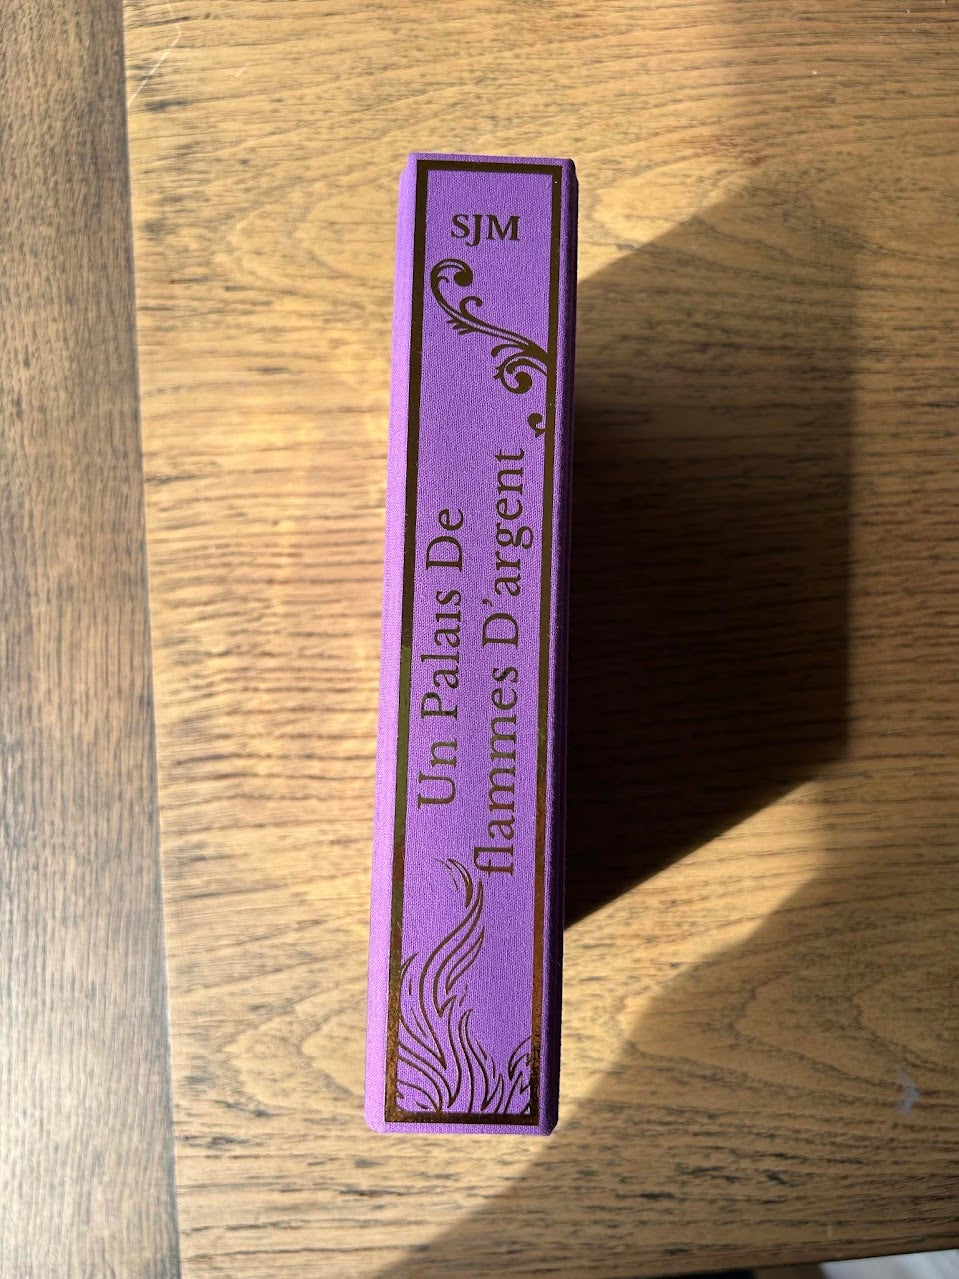 SJM
Un Palais De
flammes D'argent